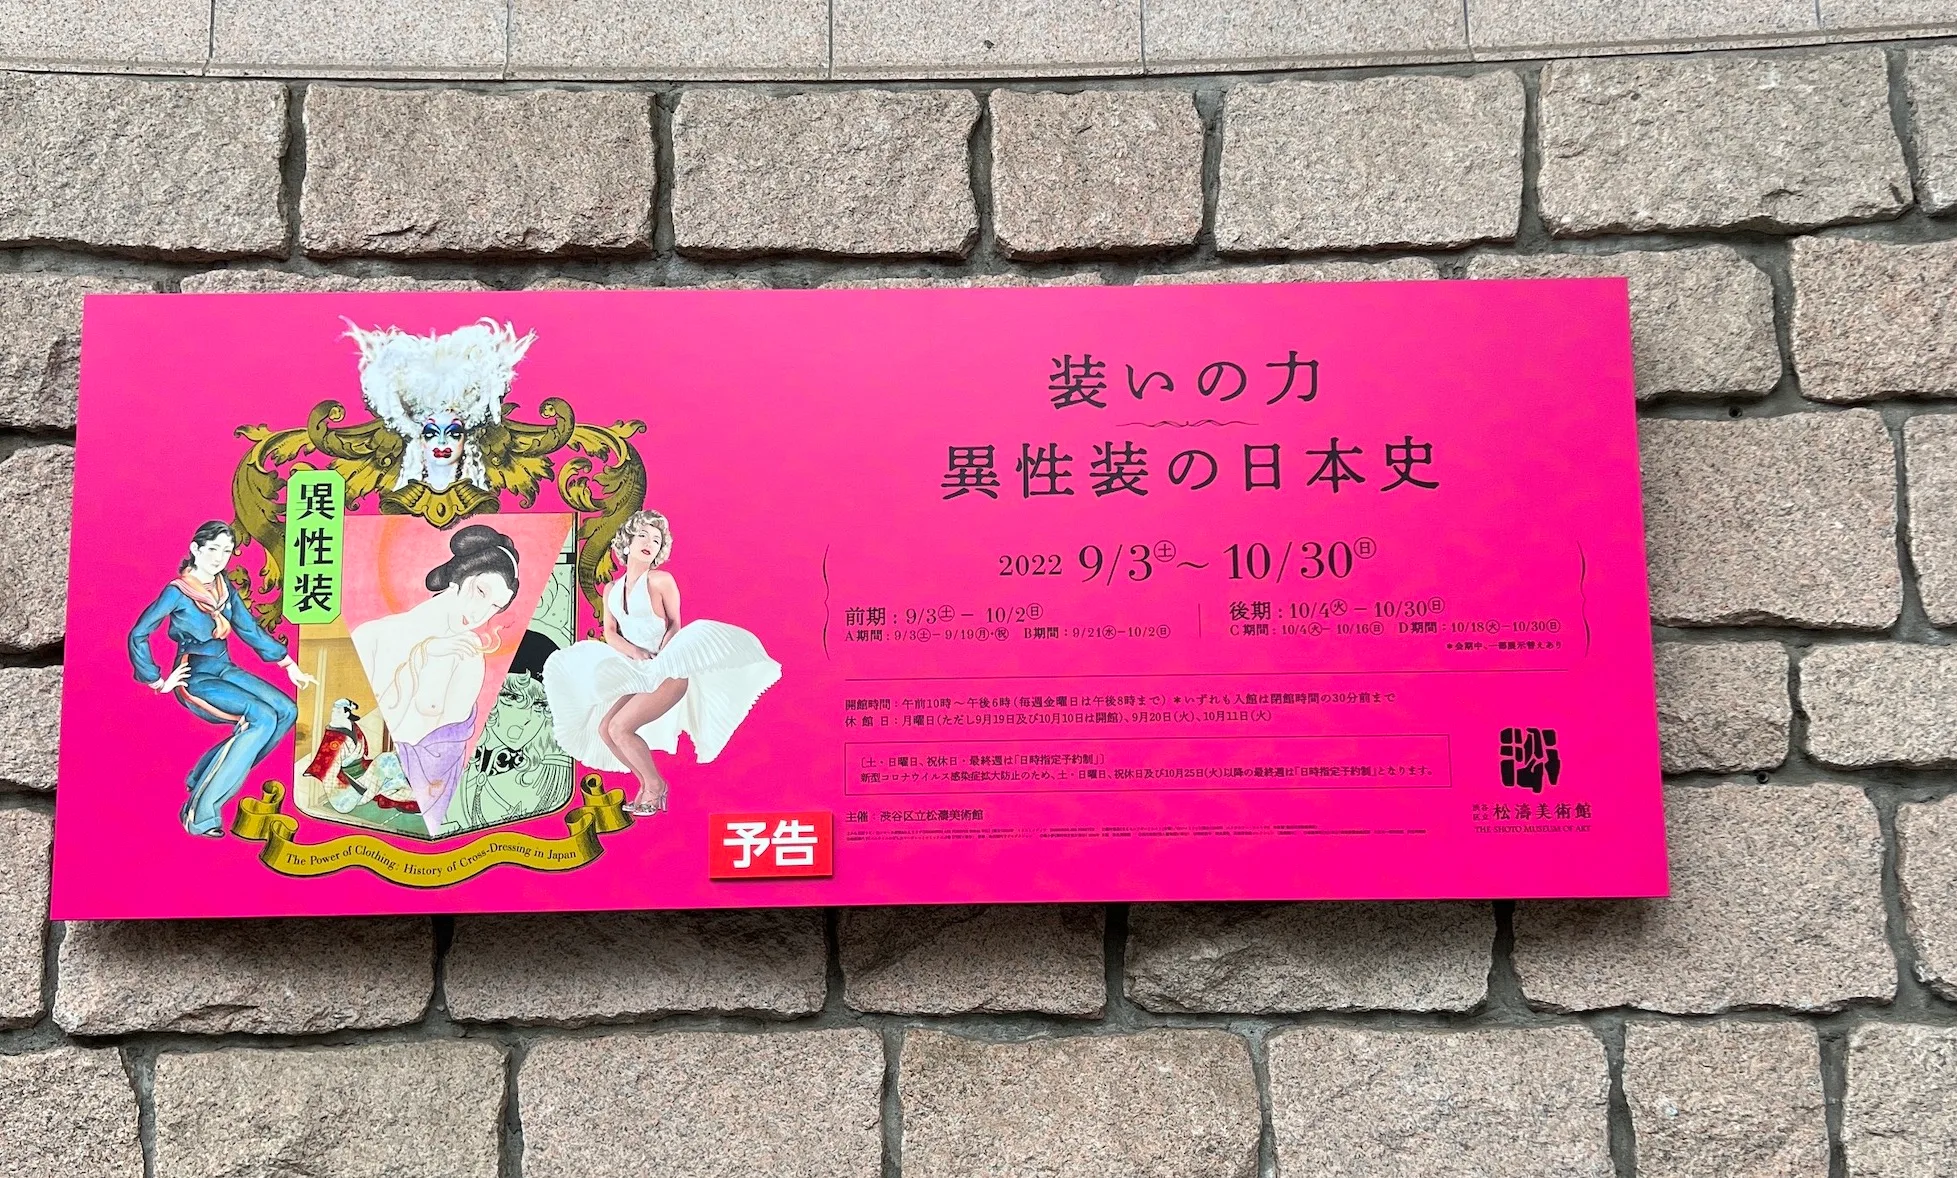 異性装
The Power of Clothing: History of Cross-Dressing in Japan
予告
装いの力
異性装の日本史
2022 9/3㊏〜10/30㊐
前期：9/3㊏－10/2㊐
A期間：9/3㊏－9/19㊊・㊗ B期間：9/21㊌－10/2㊐
後期：10/4㊋－10/30㊐
C期間：10/4㊋－10/16㊐ D期間：10/18㊋－10/30㊐
＊会期中、一部展示替えあり
開館時間：午前10時〜午後6時（毎週金曜日は午後8時まで）＊いずれも入館は閉館時間の30分前まで
休館日：月曜日（ただし9月19日及び10月10日は開館）、9月20日（火）、10月11日（火）
［土・日曜日、祝休日・最終週は「日時指定予約制」］
新型コロナウイルス感染症拡大防止のため、土・日曜日、祝休日及び10月25日（火）以降の最終週は「日時指定予約制」となります。
主催：渋谷区立松濤美術館
渋谷区立 松濤美術館
THE SHOTO MUSEUM OF ART